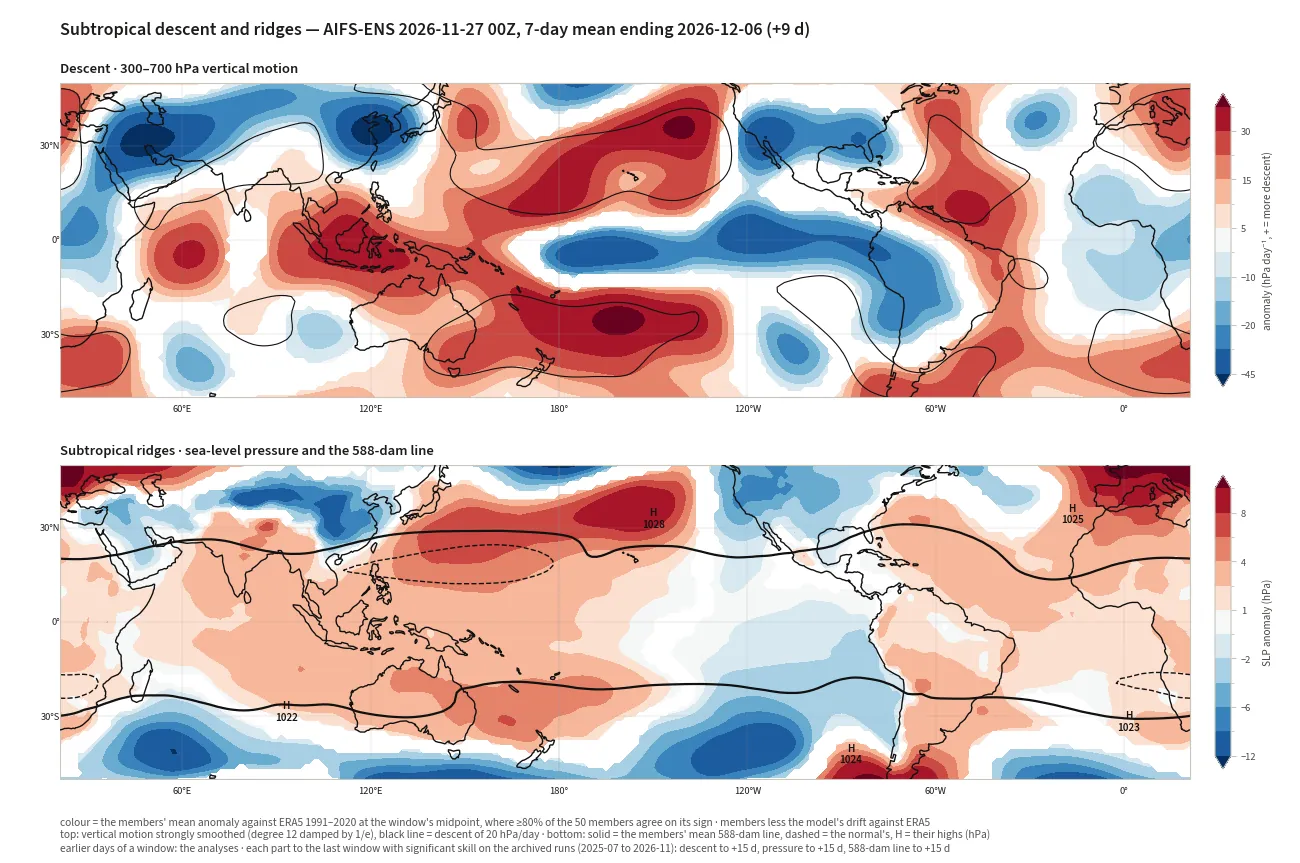 Subtropical descent and ridges — AIFS-ENS 2026-11-27 00Z, 7-day mean ending 2026-12-06 (+9 d)
Descent · 300–700 hPa vertical motion
30°N
0°
30°S
60°E 120°E 180° 120°W 60°W 0°
30
15
5
−10
−20
−45
anomaly (hPa day⁻¹, + = more descent)
Subtropical ridges · sea-level pressure and the 588-dam line
H
1028
H
1025
H
1022
H
1023
H
1024
30°N
0°
30°S
60°E 120°E 180° 120°W 60°W 0°
8
4
1
−2
−6
−12
SLP anomaly (hPa)
colour = the members' mean anomaly against ERA5 1991–2020 at the window's midpoint, where ≥80% of the 50 members agree on its sign · members less the model's drift against ERA5
top: vertical motion strongly smoothed (degree 12 damped by 1/e), black line = descent of 20 hPa/day · bottom: solid = the members' mean 588-dam line, dashed = the normal's, H = their highs (hPa)
earlier days of a window: the analyses · each part to the last window with significant skill on the archived runs (2025-07 to 2026-11): descent to +15 d, pressure to +15 d, 588-dam line to +15 d